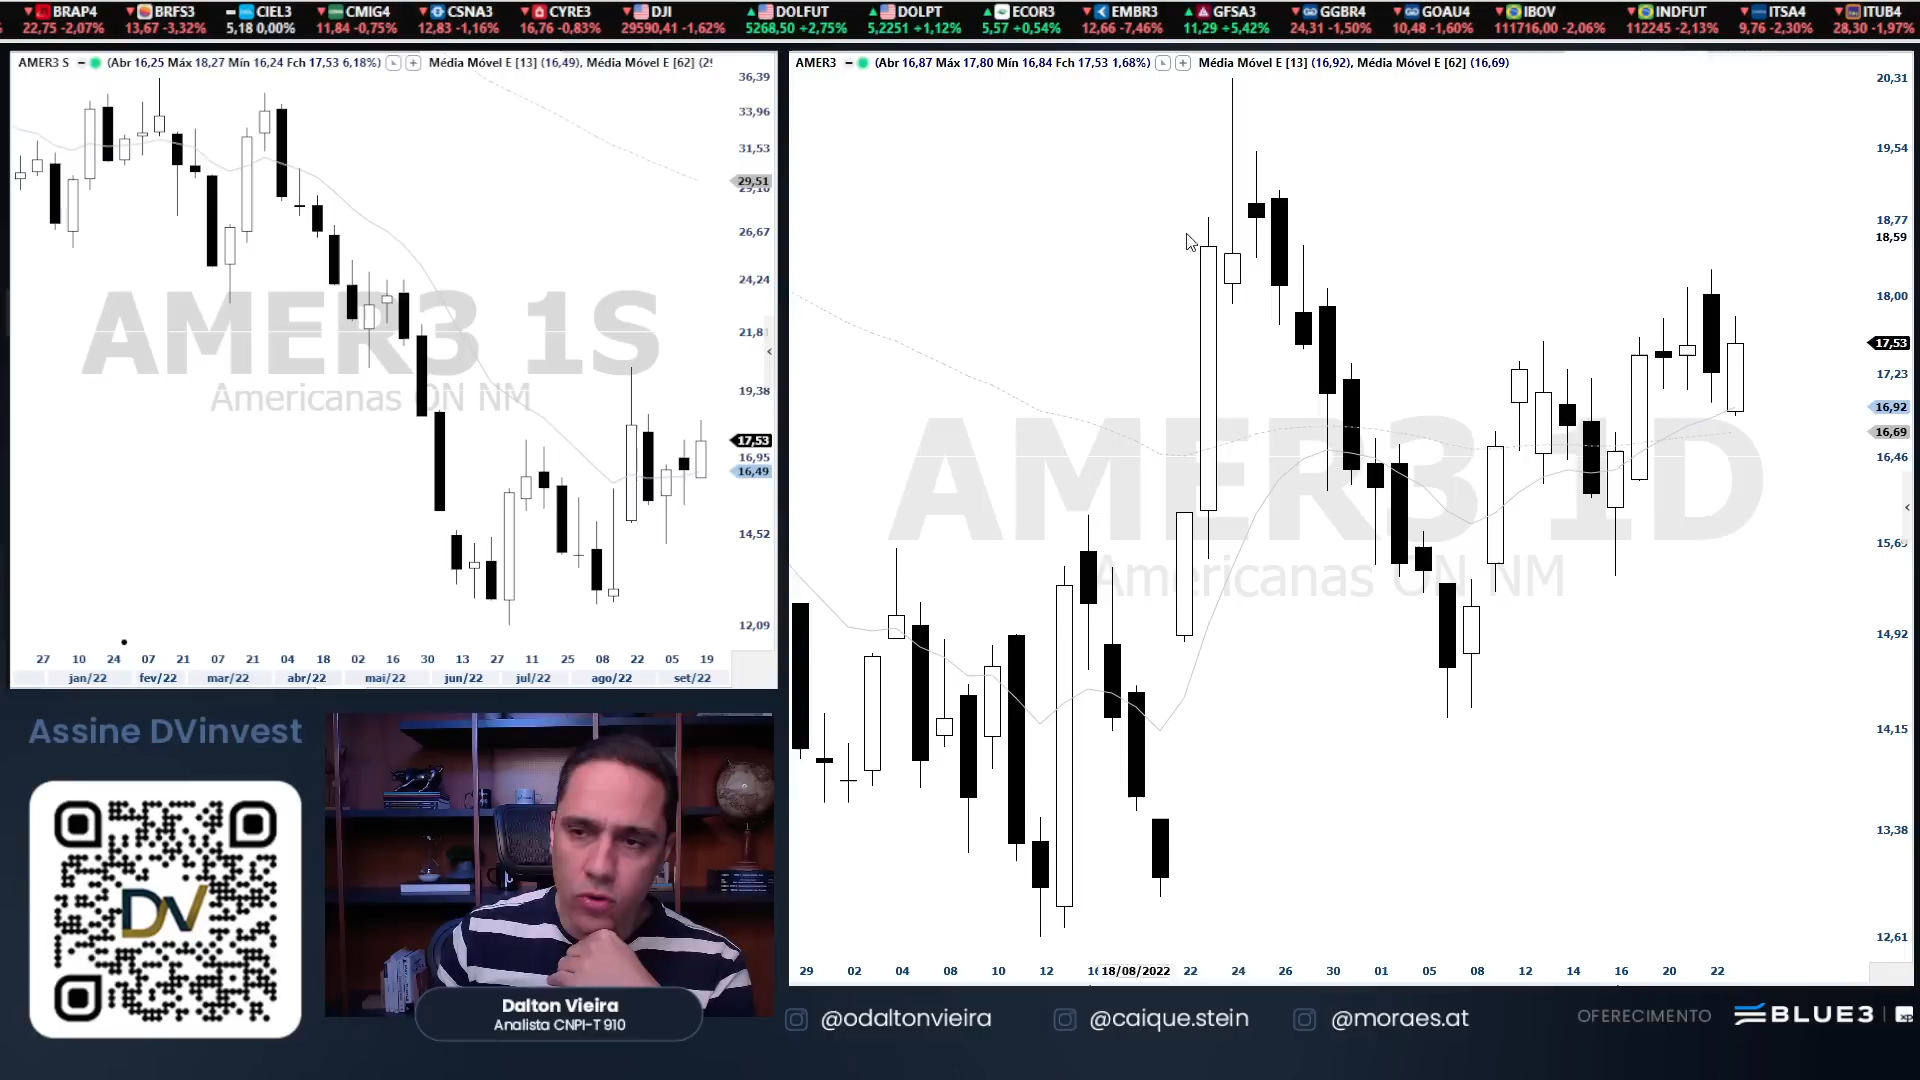 BRAP4 BRFS3 CIEL3 CMIG4 CSNA3 CYRE3 DJI DOLFUT DOLPT ECOR3 EMBR3 GFSA3 GGBR4 GOAU4 IBOV INDFUT ITSA4 ITUB4
22,75 -2,07% 13,67 -3,32% 5,18 0,00% 11,84 -0,75% 12,83 -1,16% 16,76 -0,83% 29590,41 -1,62% 5268,50 +2,75% 5,2251 +1,12% 5,57 +0,54% 12,66 -7,46% 11,29 +5,42% 24,31 -1,50% 10,48 -1,60% 111716,00 -2,06% 112245 -2,13% 9,76 -2,30% 28,30 -1,97%
AMER3 S (Abr 16,25 Máx 18,27 Mín 16,24 Fch 17,53 6,18%) Média Móvel E [13] (16,49), Média Móvel E [62] (2
36,39
33,96
31,53
29,51
29,10
26,67
24,24
21,81
19,38
17,53
16,95
16,49
14,52
12,09
AMER3 1S
Americanas ON NM
27 10 24 07 21 07 21 04 18 02 16 30 13 27 11 25 08 22 05 19
jan/22 fev/22 mar/22 abr/22 mai/22 jun/22 jul/22 ago/22 set/22
AMER3 (Abr 16,87 Máx 17,80 Mín 16,84 Fch 17,53 1,68%) Média Móvel E [13] (16,92), Média Móvel E [62] (16,69)
20,31
19,54
18,77
18,59
18,00
17,53
17,23
16,92
16,69
16,46
15,6
14,92
14,15
13,38
12,61
AMER3 1D
Americanas ON NM
29 02 04 08 10 12 18/08/2022 22 24 26 30 01 05 08 12 14 16 20 22
Assine DVinvest
DV
Dalton Vieira
Analista CNPI-T 910
@odaltonvieira @caique.stein @moraes.at
OFERECIMENTO BLUE3 xp